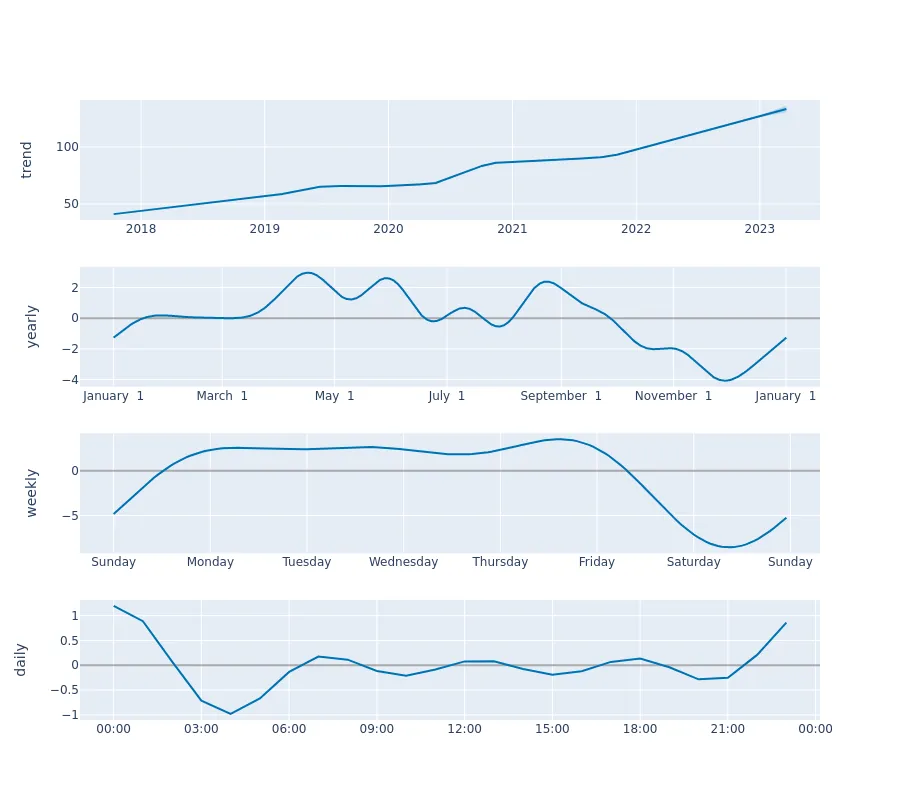 trend
100
50
2018 2019 2020 2021 2022 2023
yearly
2
0
−2
−4
January 1 March 1 May 1 July 1 September 1 November 1 January 1
weekly
0
−5
Sunday Monday Tuesday Wednesday Thursday Friday Saturday Sunday
daily
1
0.5
0
−0.5
−1
00:00 03:00 06:00 09:00 12:00 15:00 18:00 21:00 00:00